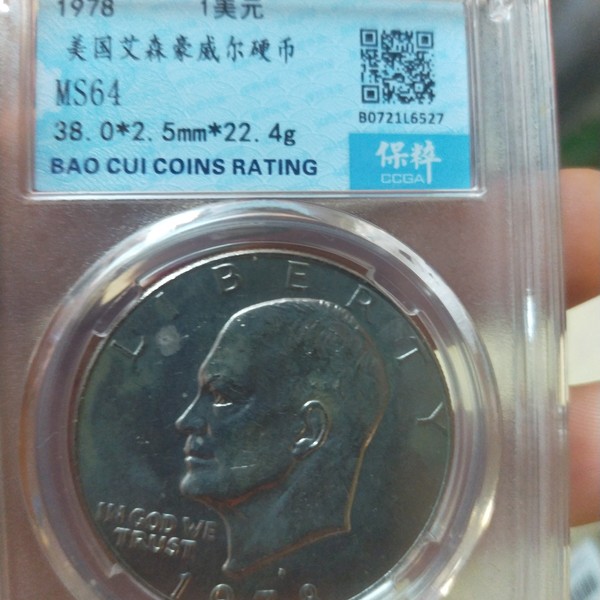 1978 1美元
美国艾森豪威尔硬币
MS64
38.0*2.5mm*22.4g
BAO CUI COINS RATING
B0721L6527
保粹
CCGA
LIBERTY
IN GOD WE
TRUST
1978